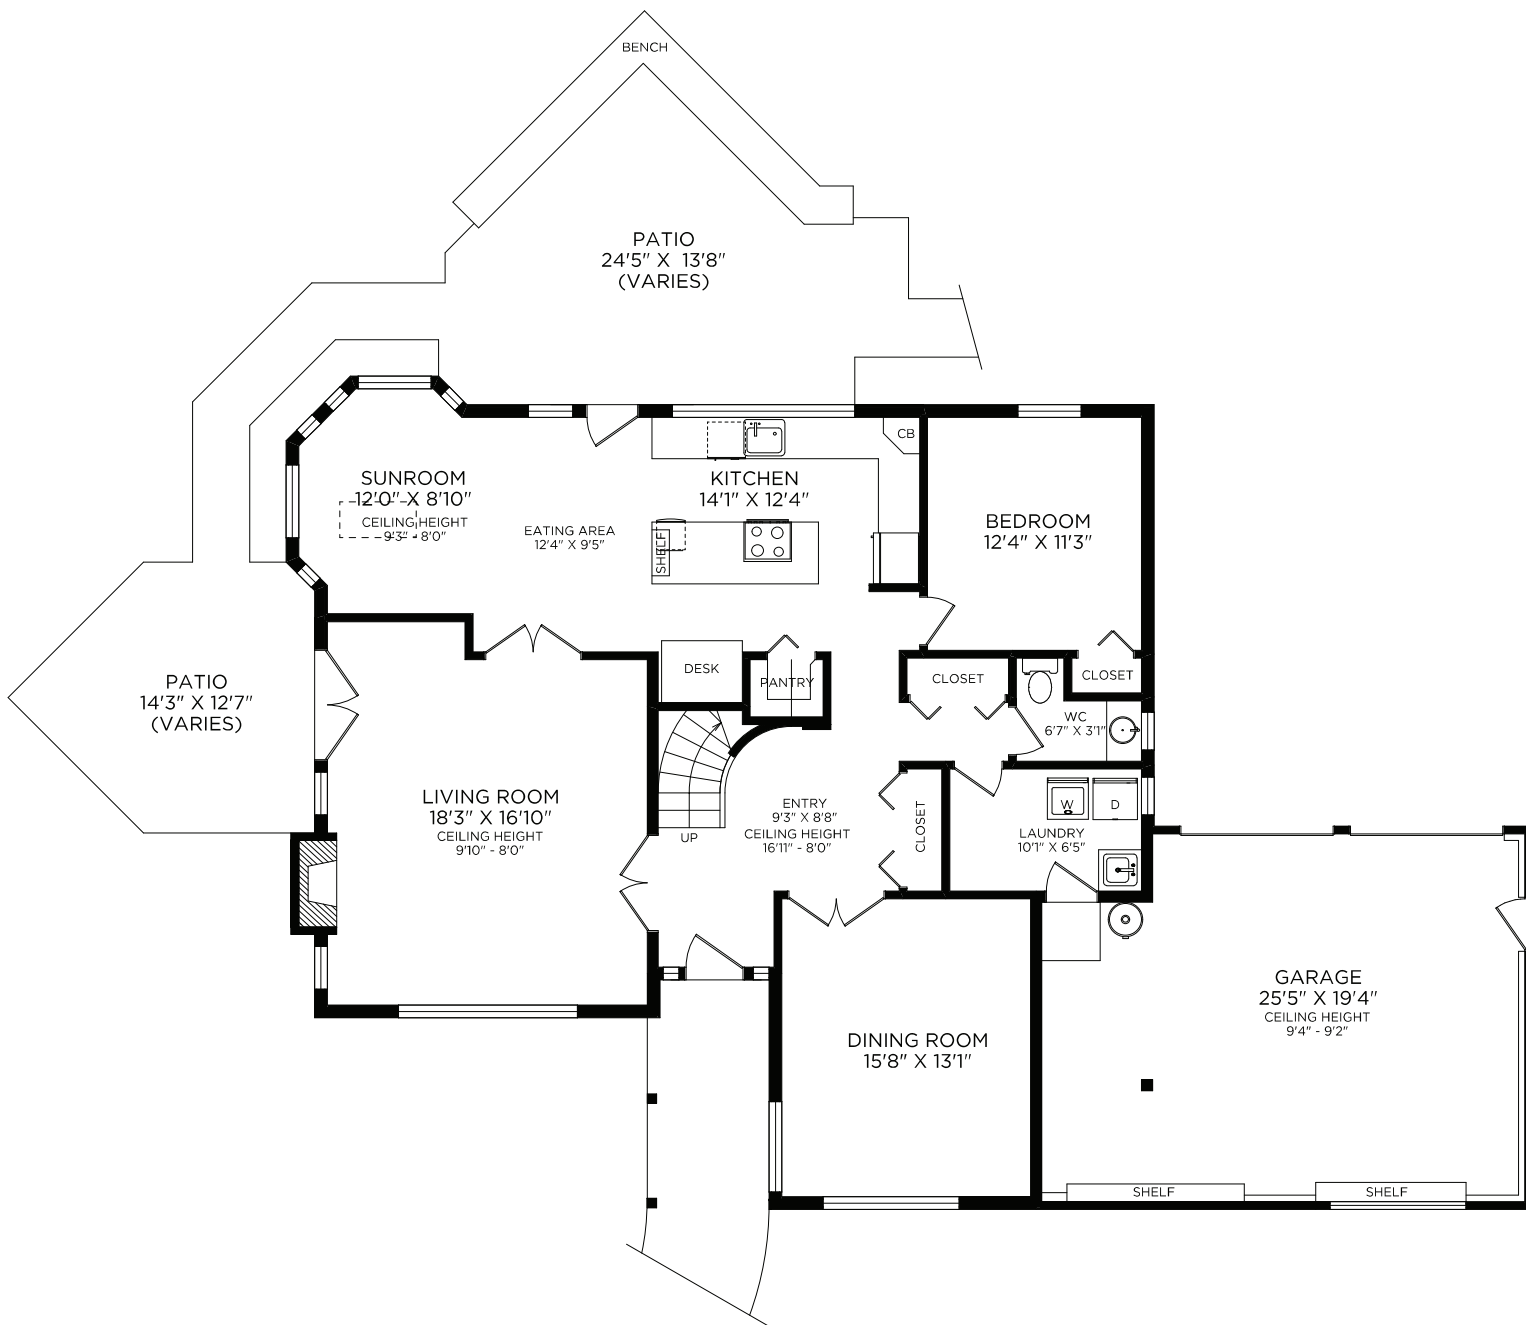 BENCH
PATIO
24'5" X 13'8"
(VARIES)
CB
SUNROOM
12'0" X 8'10"
CEILING HEIGHT
9'3" - 8'0"
EATING AREA
12'4" X 9'5"
KITCHEN
14'1" X 12'4"
SHELF
BEDROOM
12'4" X 11'3"
DESK
PANTRY
CLOSET
CLOSET
PATIO
14'3" X 12'7"
(VARIES)
WC
6'7" X 3'1"
LIVING ROOM
18'3" X 16'10"
CEILING HEIGHT
9'10" - 8'0"
UP
ENTRY
9'3" X 8'8"
CEILING HEIGHT
16'11" - 8'0"
CLOSET
W
D
LAUNDRY
10'1" X 6'5"
GARAGE
25'5" X 19'4"
CEILING HEIGHT
9'4" - 9'2"
DINING ROOM
15'8" X 13'1"
SHELF
SHELF